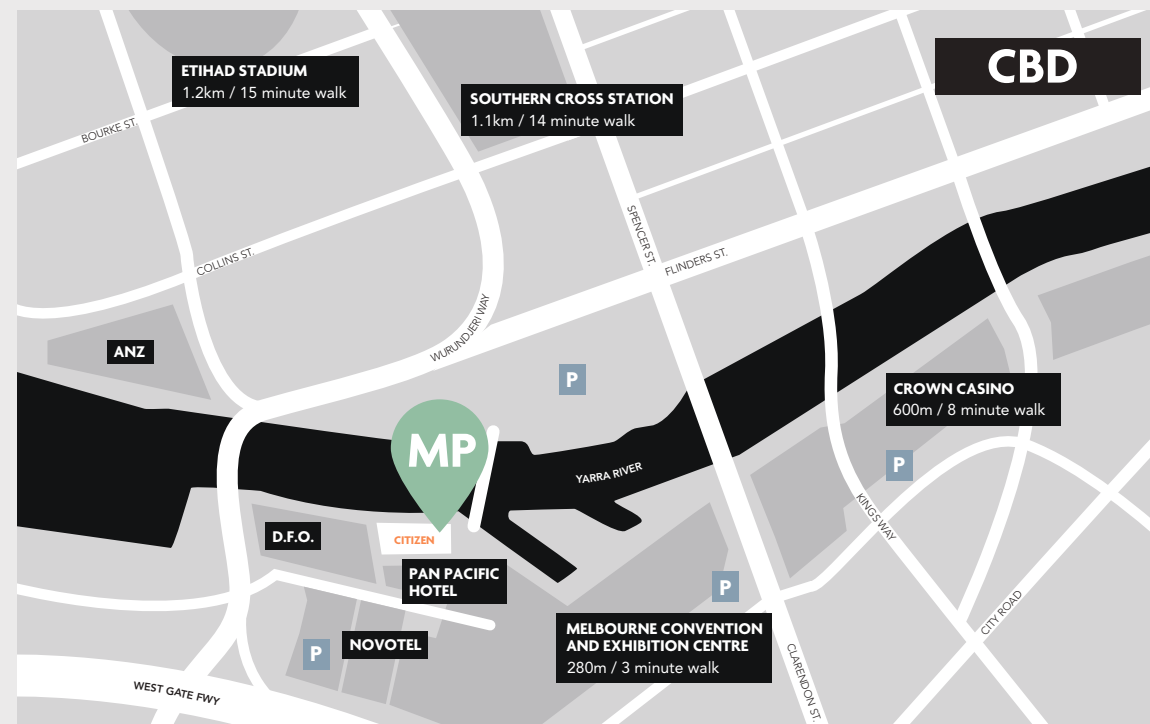 CBD
ETIHAD STADIUM
1.2km / 15 minute walk
SOUTHERN CROSS STATION
1.1km / 14 minute walk
BOURKE ST.
COLLINS ST.
SPENCER ST.
FLINDERS ST.
WURUNDJERI WAY
ANZ
P
CROWN CASINO
600m / 8 minute walk
MP
P
YARRA RIVER
KINGS WAY
D.F.O.
CITIZEN
PAN PACIFIC
HOTEL
P
CITY ROAD
MELBOURNE CONVENTION
AND EXHIBITION CENTRE
280m / 3 minute walk
NOVOTEL
P
CLARENDON ST.
WEST GATE FWY